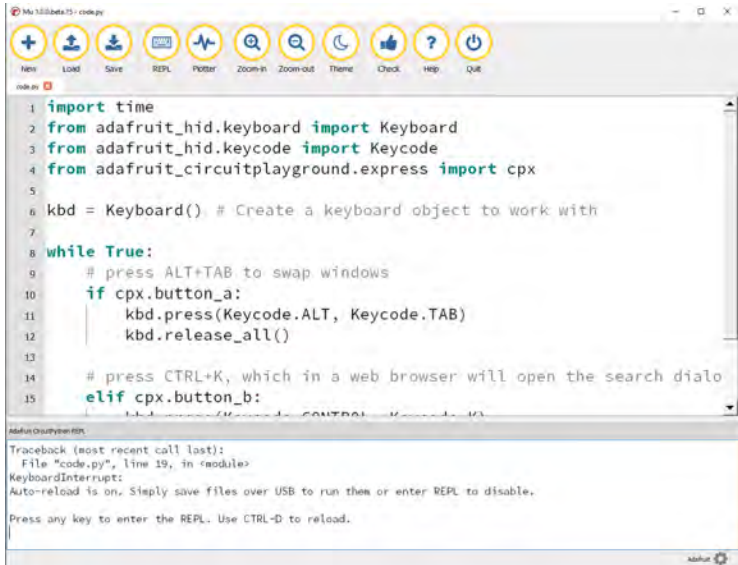 Mu 1.0.0.beta.15 - code.py
New Load Save REPL Plotter Zoom-in Zoom-out Theme Check Help Quit
code.py
1 import time
2 from adafruit_hid.keyboard import Keyboard
3 from adafruit_hid.keycode import Keycode
4 from adafruit_circuitplayground.express import cpx
5
6 kbd = Keyboard() # Create a keyboard object to work with
7
8 while True:
9 # press ALT+TAB to swap windows
10 if cpx.button_a:
11 kbd.press(Keycode.ALT, Keycode.TAB)
12 kbd.release_all()
13
14 # press CTRL+K, which in a web browser will open the search dialo
15 elif cpx.button_b:
Adafruit CircuitPython REPL
Traceback (most recent call last):
File "code.py", line 19, in <module>
KeyboardInterrupt:
Auto-reload is on. Simply save files over USB to run them or enter REPL to disable.
Press any key to enter the REPL. Use CTRL-D to reload.
Adafruit